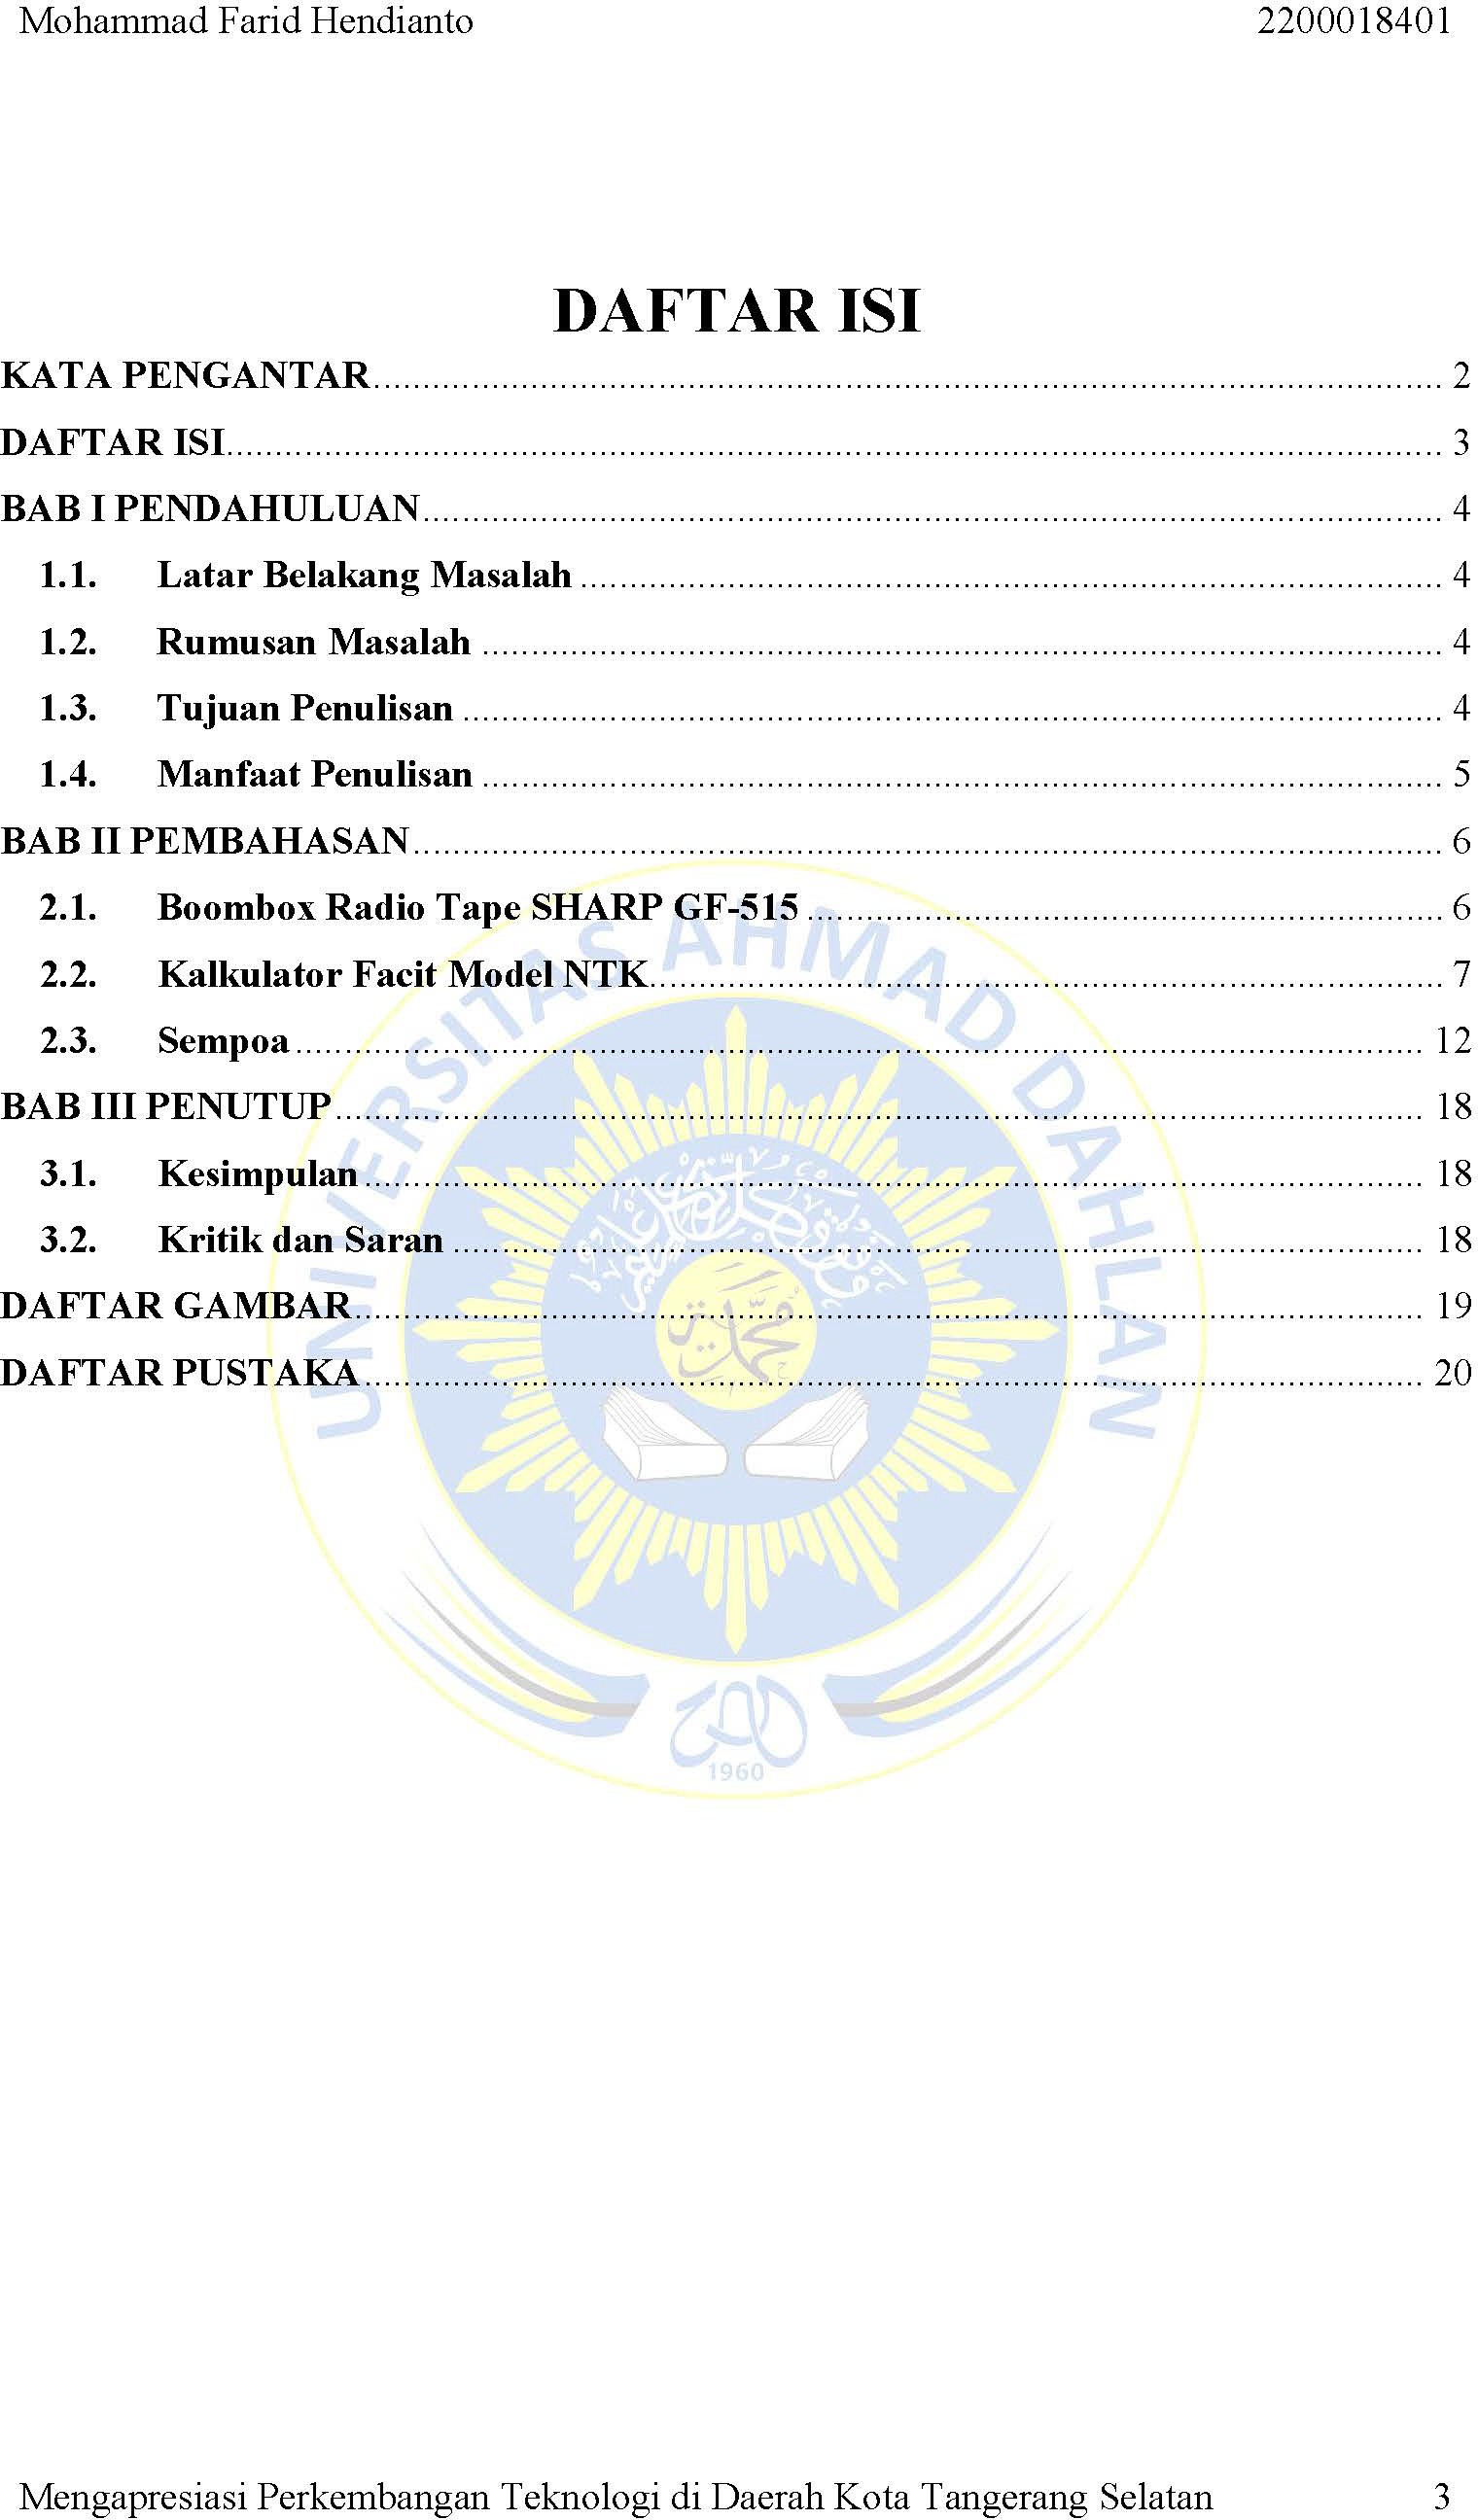 Mohammad Farid Hendianto 2200018401
DAFTAR ISI
KATA PENGANTAR 2
DAFTAR ISI 3
BAB I PENDAHULUAN 4
1.1. Latar Belakang Masalah 4
1.2. Rumusan Masalah 4
1.3. Tujuan Penulisan 4
1.4. Manfaat Penulisan 5
BAB II PEMBAHASAN 6
2.1. Boombox Radio Tape SHARP GF-515 6
2.2. Kalkulator Facit Model NTK 7
2.3. Sempoa 12
BAB III PENUTUP 18
3.1. Kesimpulan 18
3.2. Kritik dan Saran 18
DAFTAR GAMBAR 19
DAFTAR PUSTAKA 20
UNIVERSITAS AHMAD DAHLAN
1960
Mengapresiasi Perkembangan Teknologi di Daerah Kota Tangerang Selatan 3